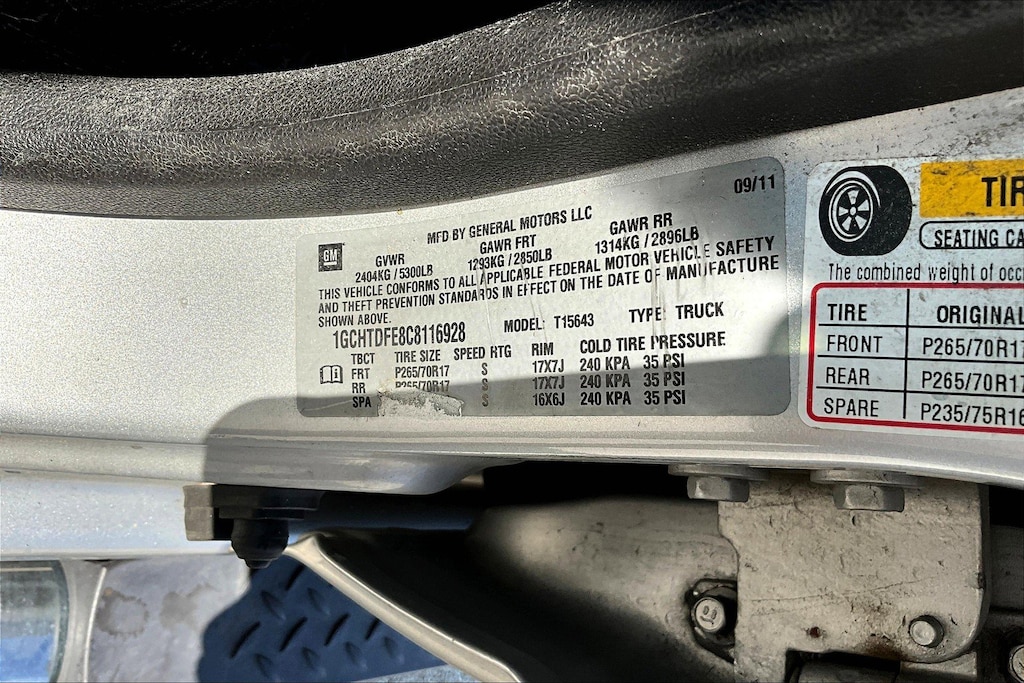 09/11
GM
MFD BY GENERAL MOTORS LLC
GVWR GAWR FRT GAWR RR
2404KG / 5300LB 1293KG / 2850LB 1314KG / 2896LB
THIS VEHICLE CONFORMS TO ALL APPLICABLE FEDERAL MOTOR VEHICLE SAFETY
AND THEFT PREVENTION STANDARDS IN EFFECT ON THE DATE OF MANUFACTURE
SHOWN ABOVE.
1GCHTDFE8C8116928 MODEL: T15643 TYPE: TRUCK
TBCT TIRE SIZE SPEED RTG RIM COLD TIRE PRESSURE
FRT P265/70R17 S 17X7J 240 KPA 35 PSI
RR P265/70R17 S 17X7J 240 KPA 35 PSI
SPA S 16X6J 240 KPA 35 PSI
TIR
SEATING CA
The combined weight of occ
TIRE ORIGINAL
FRONT P265/70R17
REAR P265/70R17
SPARE P235/75R16